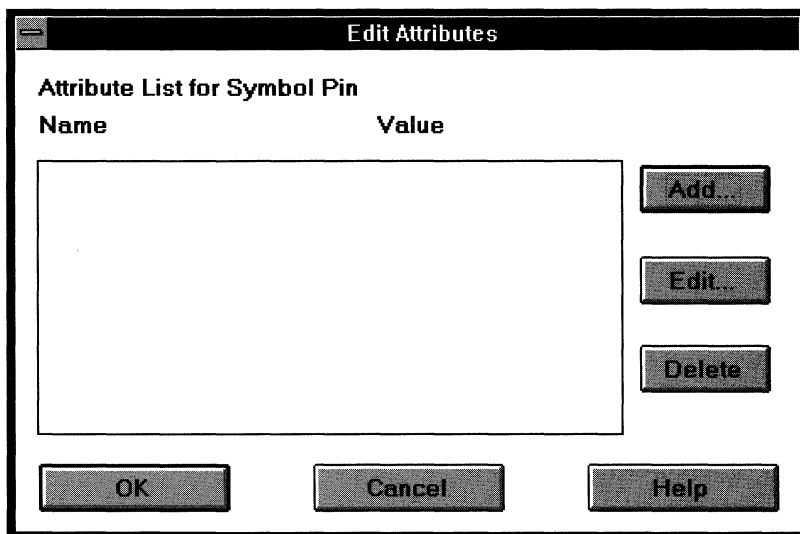 Edit Attributes
Attribute List for Symbol Pin
Name Value
Add...
Edit...
Delete
OK Cancel Help